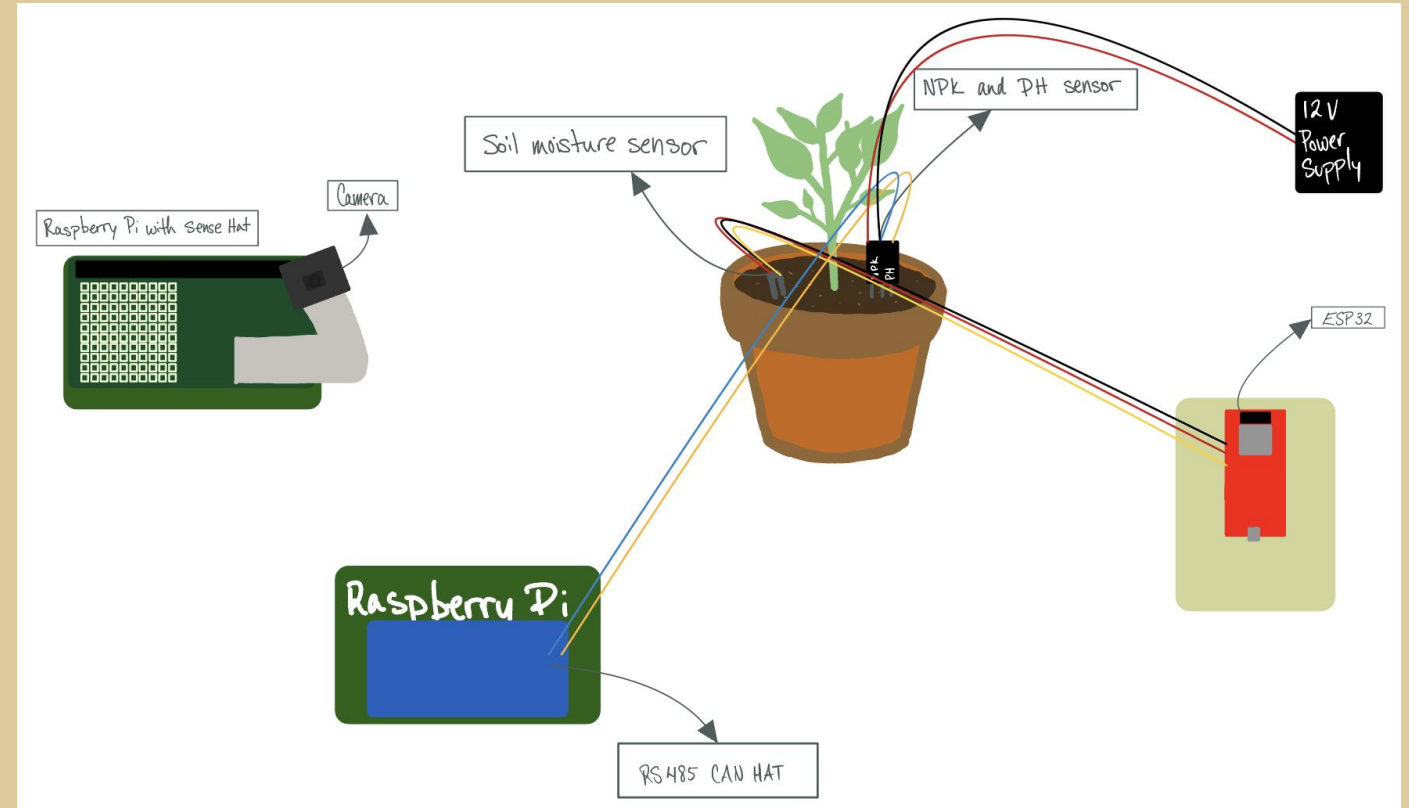 NPK and PH sensor
12V
Power
Supply
Soil moisture sensor
Camera
Raspberry Pi with Sense Hat
NPK
PH
ESP32
Raspberry Pi
RS485 CAN HAT